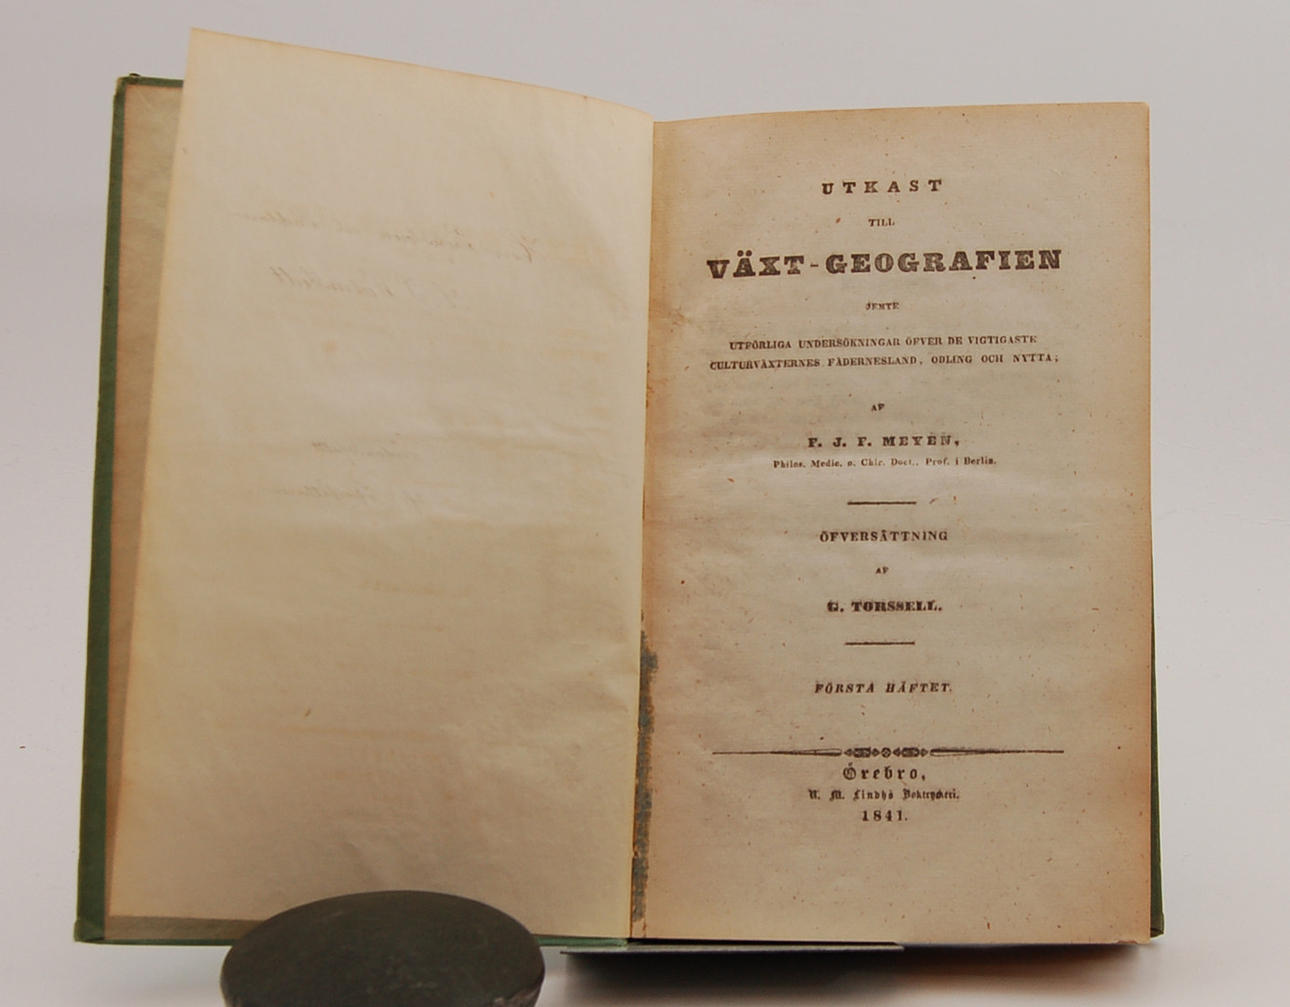 UTKAST
TILL
VÄXT-GEOGRAFIEN
JEMTE
UTFÖRLIGA UNDERSÖKNINGAR ÖFVER DE VIGTIGASTE
CULTURVÄXTERNES FÄDERNESLAND, ODLING OCH NYTTA;
AF
F. J. F. MEYEN,
Philos. Medic. o. Chir. Doct., Prof. i Berlin.
ÖFVERSÄTTNING
AF
G. TORSSELL.
FÖRSTA HÄFTET.
Örebro,
N. M. Lindhs Boktryckeri.
1841.